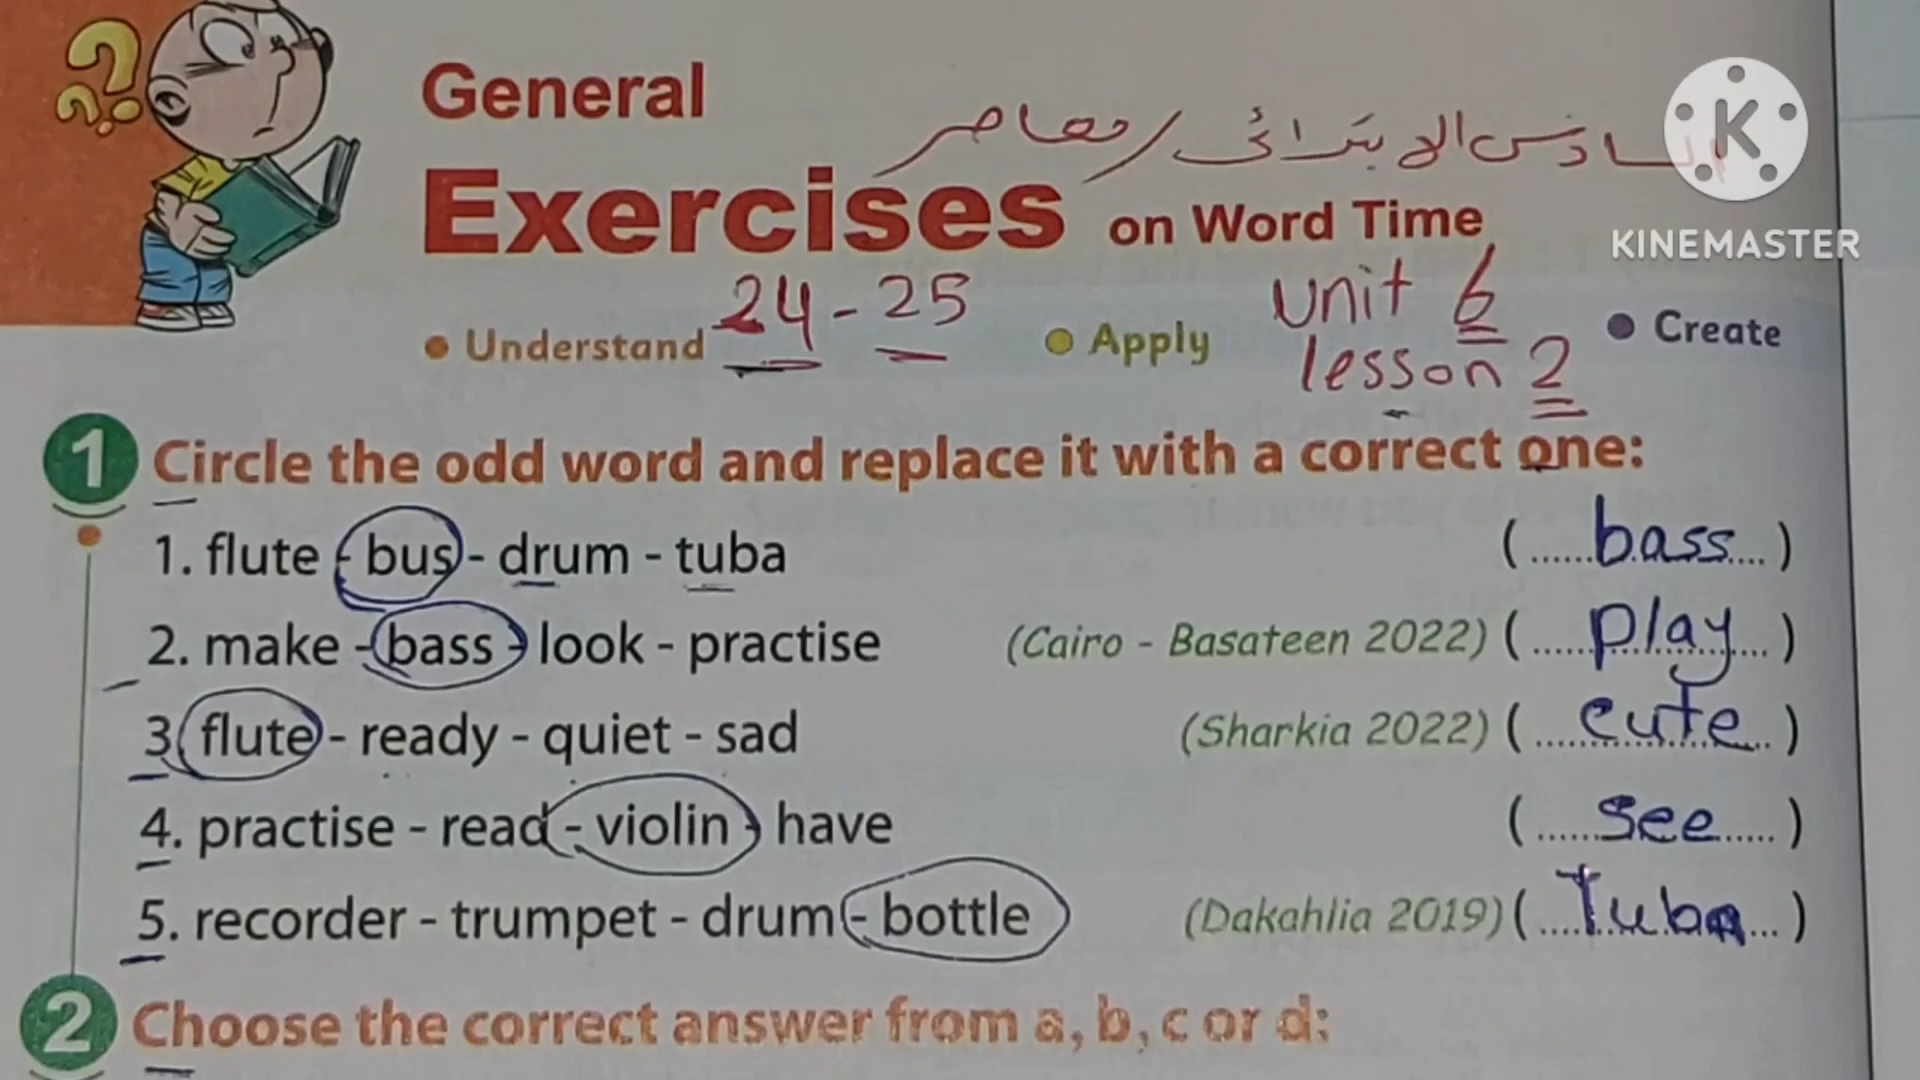 General
السادس الابتدائى / معاصر
K
KINEMASTER
Exercises on Word Time
24 - 25
unit 6
• Understand • Apply • Create
lesson 2
1 Circle the odd word and replace it with a correct one:
1. flute - bus - drum - tuba (......bass....)
2. make - bass - look - practise (Cairo - Basateen 2022) (.....play....)
3. flute - ready - quiet - sad (Sharkia 2022) (....cute...)
4. practise - read - violin - have (......see.....)
5. recorder - trumpet - drum - bottle (Dakahlia 2019) (....Tuba...)
2 Choose the correct answer from a, b, c or d: